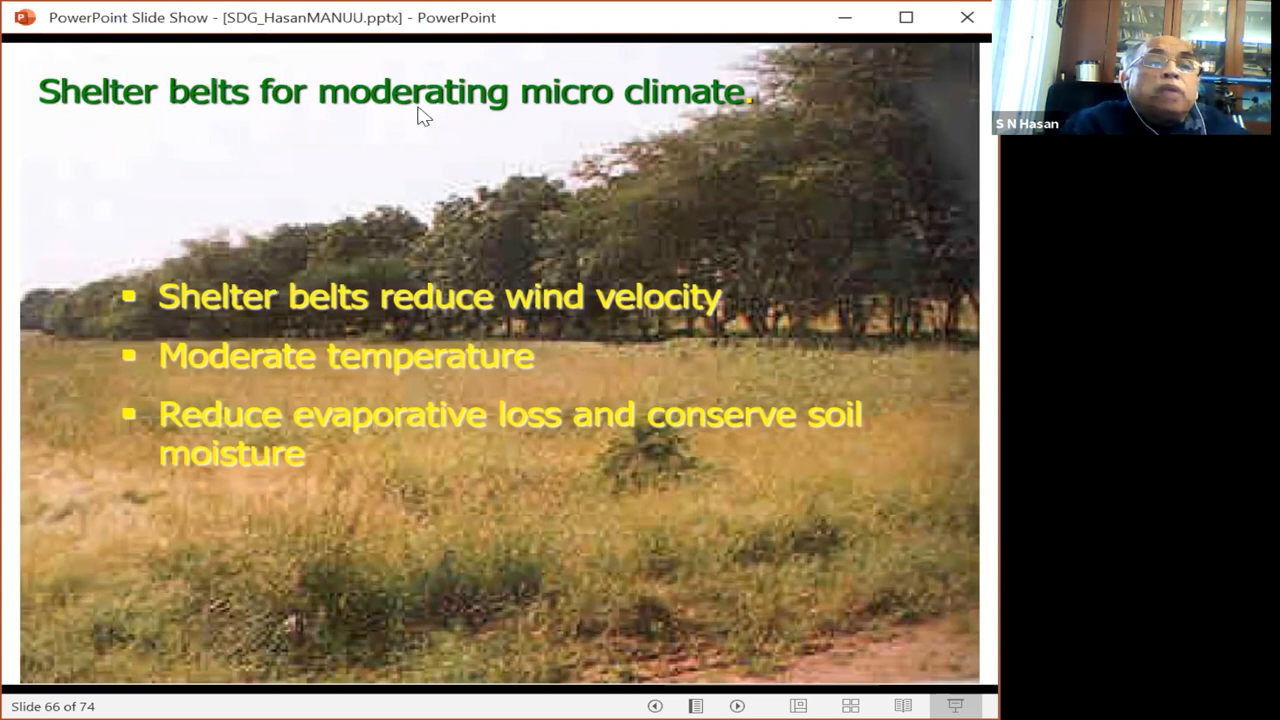 PowerPoint Slide Show - [SDG_HasanMANUU.pptx] - PowerPoint
Shelter belts for moderating micro climate.
S N Hasan
▪ Shelter belts reduce wind velocity
▪ Moderate temperature
▪ Reduce evaporative loss and conserve soil
moisture
Slide 66 of 74